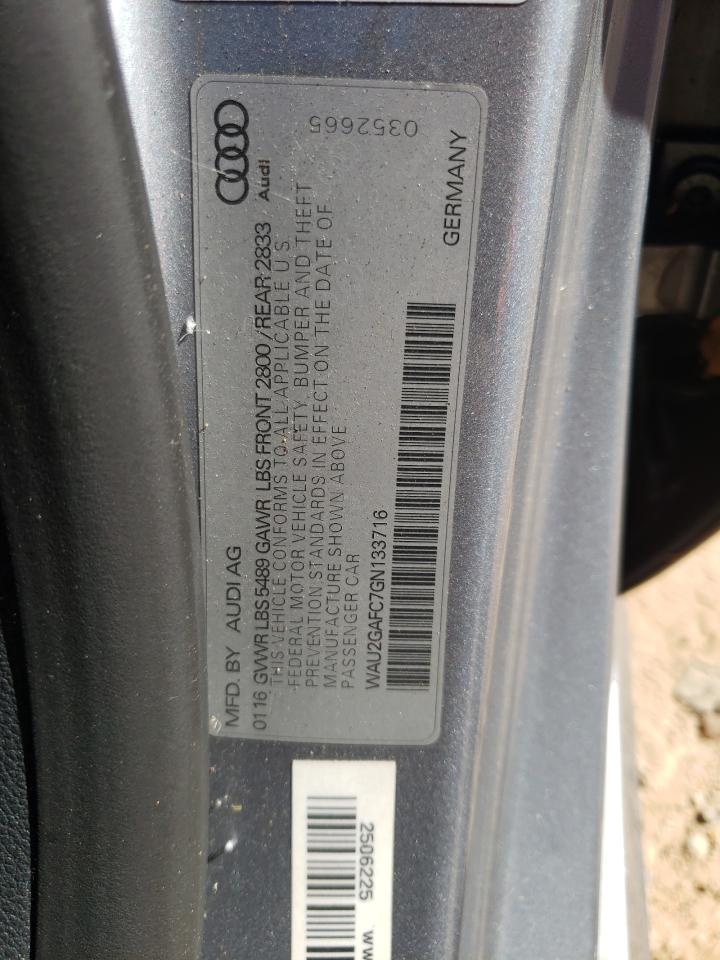 MFD. BY AUDI AG
0116 GVWR LBS 5489 GAWR LBS FRONT 2800 / REAR 2833
THIS VEHICLE CONFORMS TO ALL APPLICABLE U.S.
FEDERAL MOTOR VEHICLE SAFETY, BUMPER AND THEFT
PREVENTION STANDARDS IN EFFECT ON THE DATE OF
MANUFACTURE SHOWN ABOVE
PASSENGER CAR
WAU2GAFC7GN133716
GERMANY
Audi
0352665
2506225